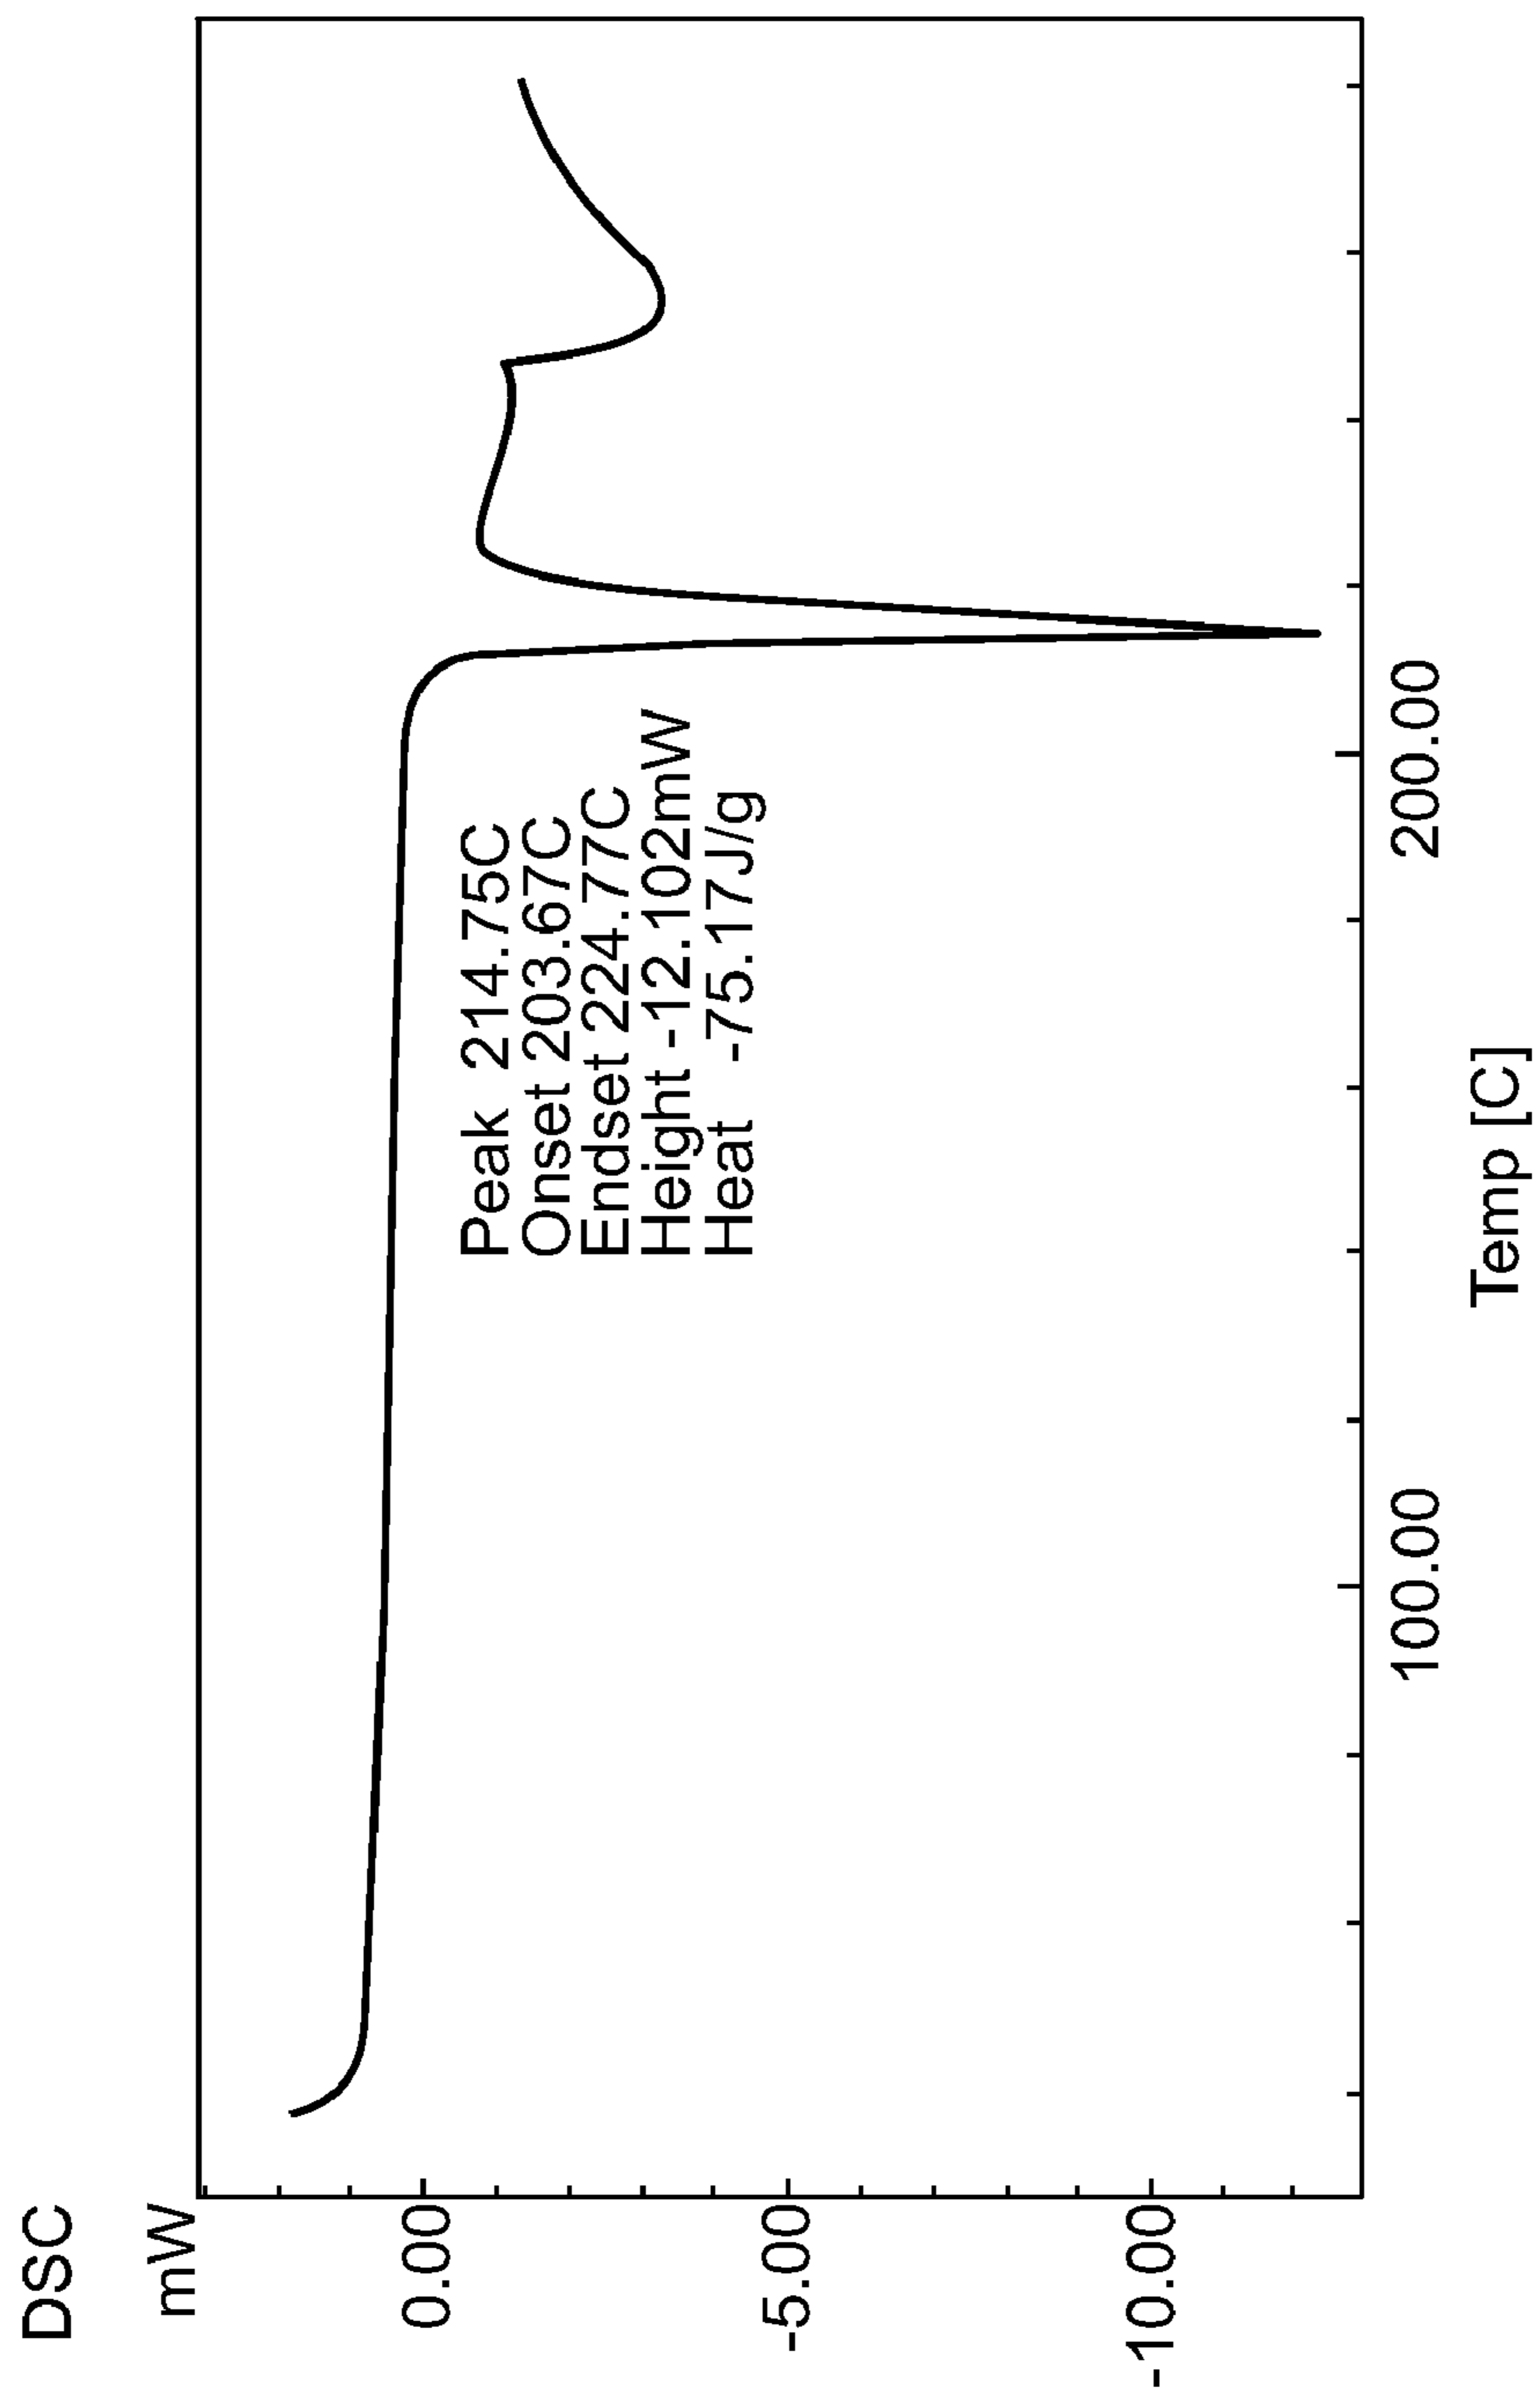 DSC
mW
0.00
-5.00
-10.00
Peak 214.75C
Onset 203.67C
Endset 224.77C
Height -12.102mW
Heat -75.17J/g
100.00
200.00
Temp [C]